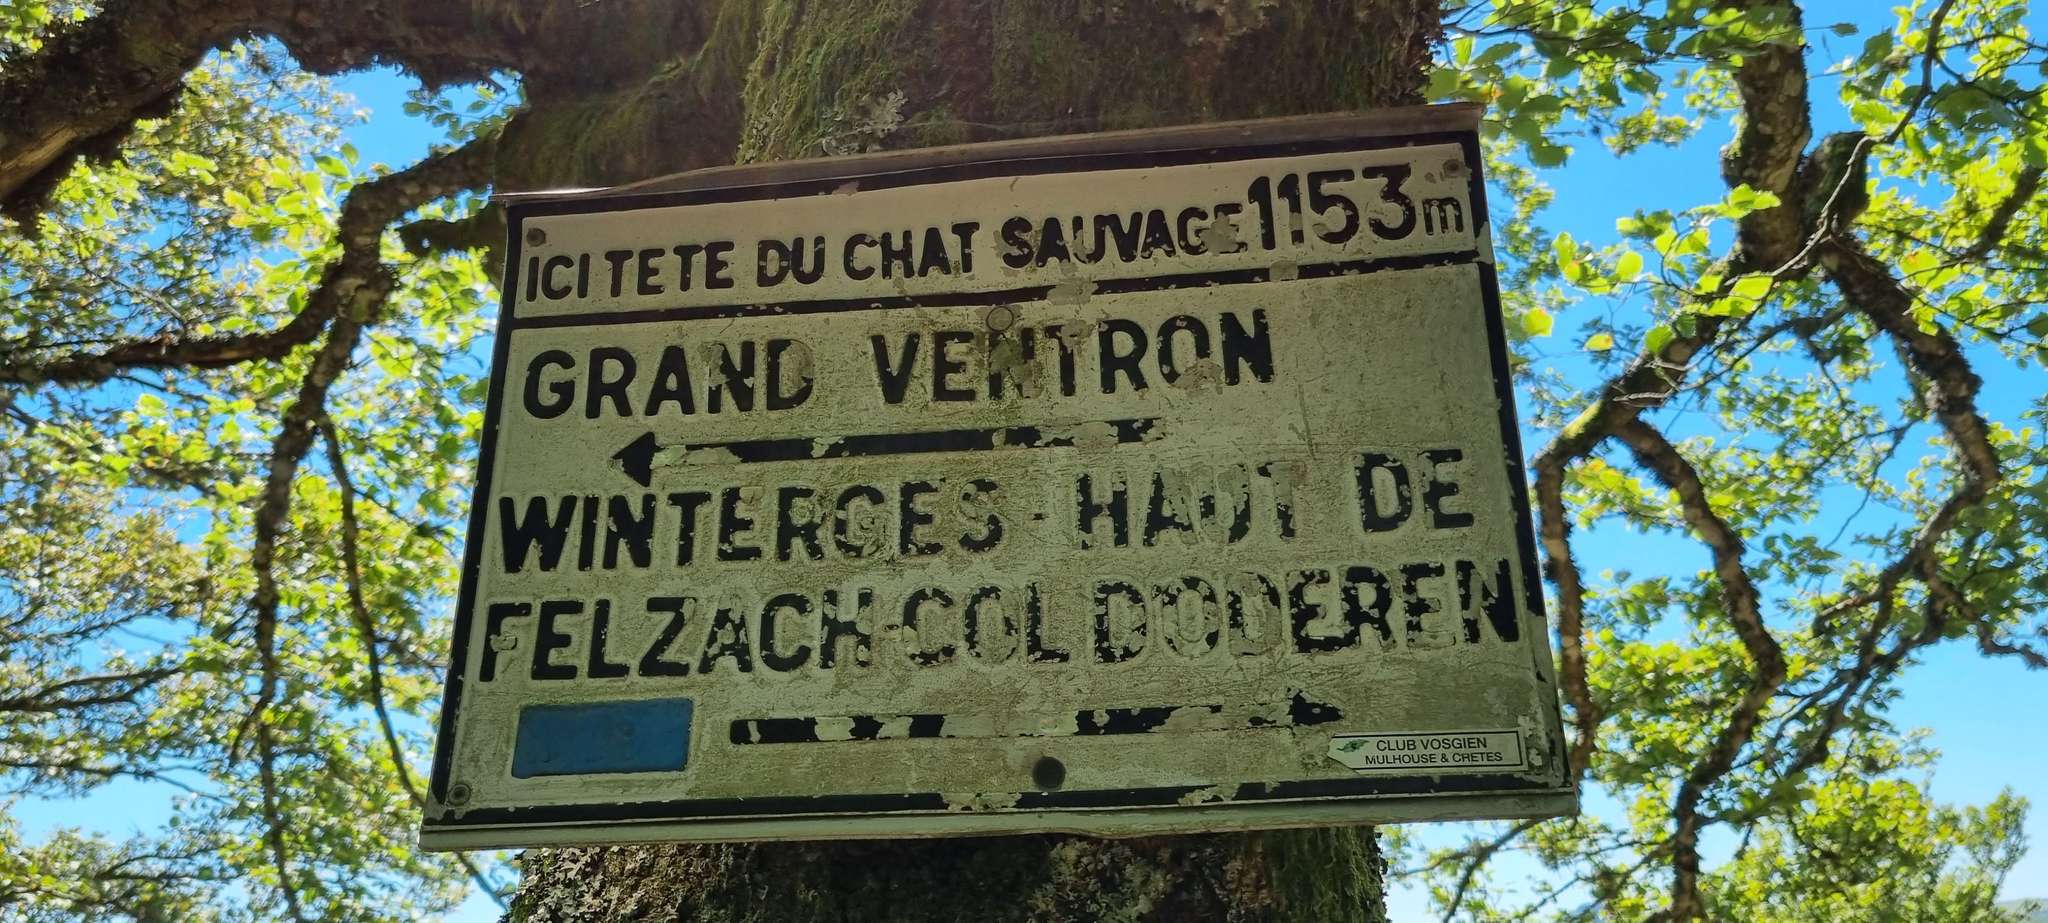 ICI TETE DU CHAT SAUVAGE 1153m
GRAND VENTRON
WINTERGES HAUT DE
FELZACH-COL D'ODEREN
CLUB VOSGIEN
MULHOUSE & CRETES